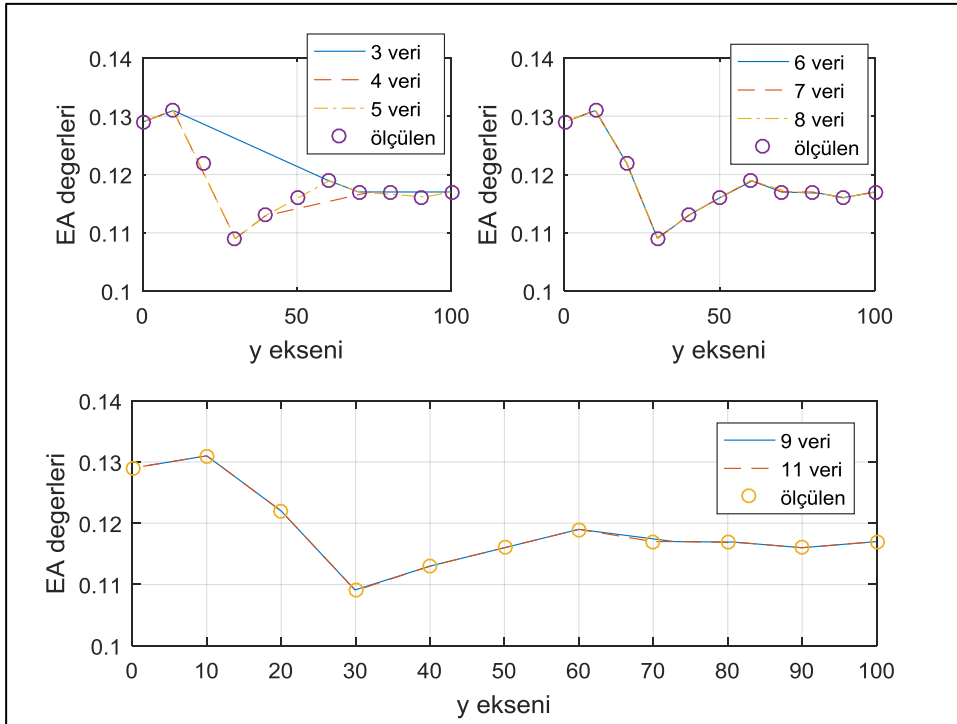 0.14
0.13
0.12
0.11
0.1
EA degerleri
0
50
100
y ekseni
3 veri
4 veri
5 veri
ölçülen
0.14
0.13
0.12
0.11
0.1
EA degerleri
0
50
100
y ekseni
6 veri
7 veri
8 veri
ölçülen
0.14
0.13
0.12
0.11
0.1
EA degerleri
0 10 20 30 40 50 60 70 80 90 100
y ekseni
9 veri
11 veri
ölçülen